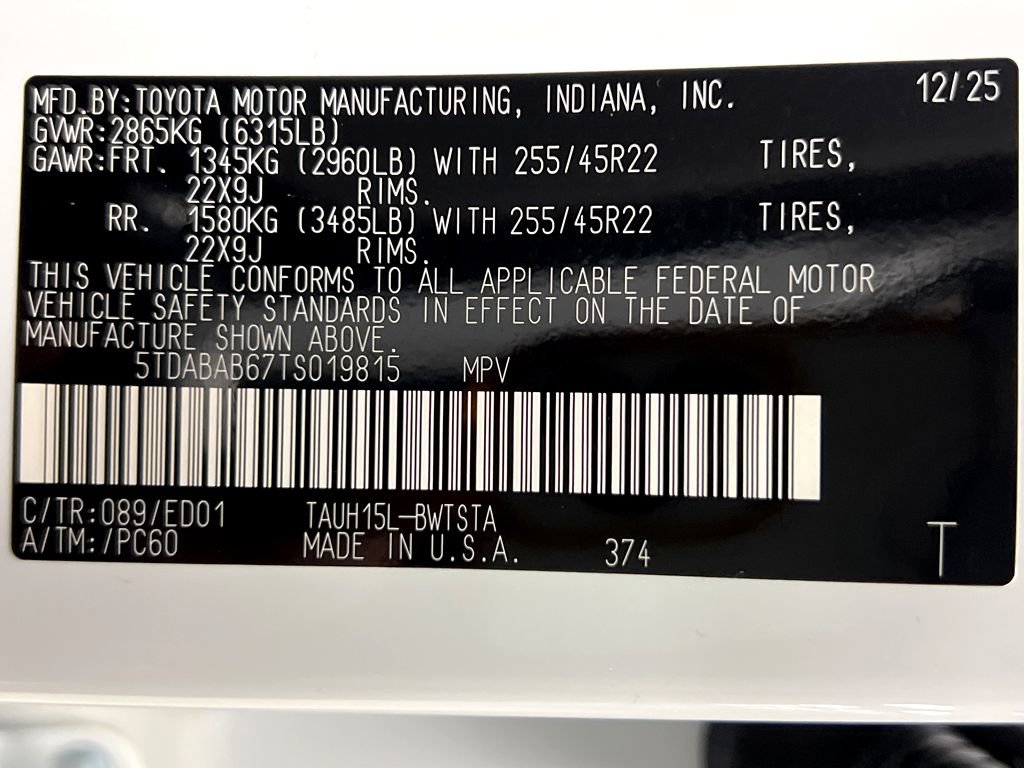 MFD.BY:TOYOTA MOTOR MANUFACTURING, INDIANA, INC. 12/25
GVWR:2865KG (6315LB)
GAWR:FRT. 1345KG (2960LB) WITH 255/45R22 TIRES,
22X9J RIMS.
RR. 1580KG (3485LB) WITH 255/45R22 TIRES,
22X9J RIMS.
THIS VEHICLE CONFORMS TO ALL APPLICABLE FEDERAL MOTOR
VEHICLE SAFETY STANDARDS IN EFFECT ON THE DATE OF
MANUFACTURE SHOWN ABOVE.
5TDABAB67TS019815 MPV
C/TR:089/ED01 TAUH15L-BWTSTA
A/TM:/PC60 MADE IN U.S.A. 374 T